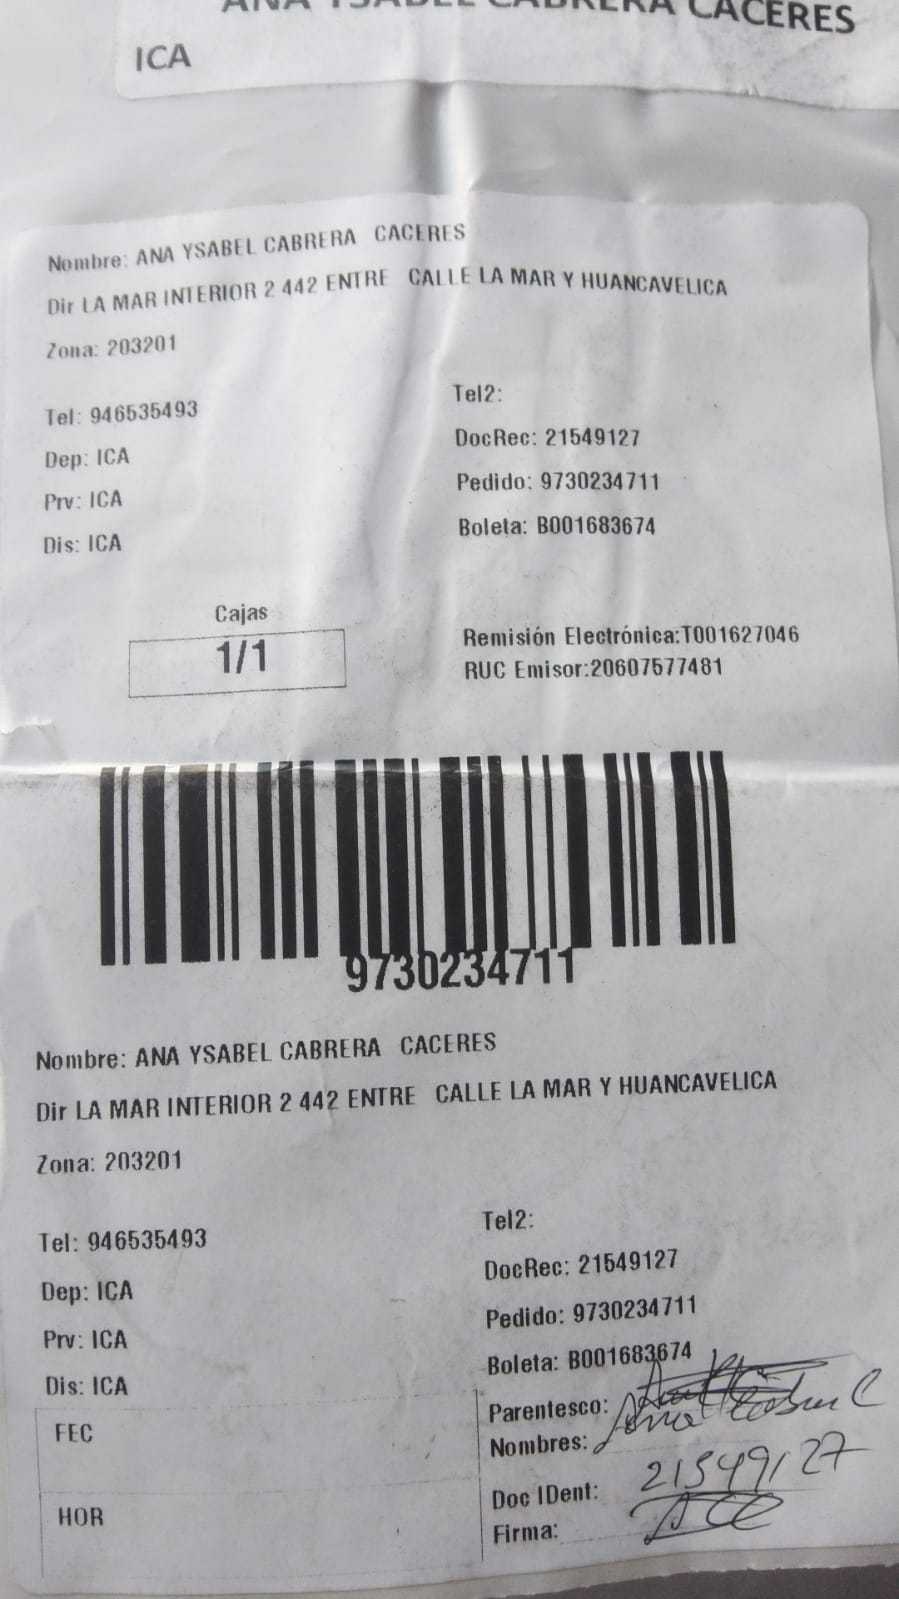 ANA YSABEL CABRERA CACERES
ICA
Nombre: ANA YSABEL CABRERA CACERES
Dir LA MAR INTERIOR 2 442 ENTRE CALLE LA MAR Y HUANCAVELICA
Zona: 203201
Tel: 946535493
Tel2:
Dep: ICA
DocRec: 21549127
Prv: ICA
Pedido: 9730234711
Dis: ICA
Boleta: B001683674
Cajas
1/1
Remisión Electrónica:T001627046
RUC Emisor:20607577481
9730234711
Nombre: ANA YSABEL CABRERA CACERES
Dir LA MAR INTERIOR 2 442 ENTRE CALLE LA MAR Y HUANCAVELICA
Zona: 203201
Tel: 946535493
Tel2:
Dep: ICA
DocRec: 21549127
Prv: ICA
Pedido: 9730234711
Dis: ICA
Boleta: B001683674
FEC
Parentesco:
Nombres: Ana
HOR
Doc IDent: 21549127
Firma: